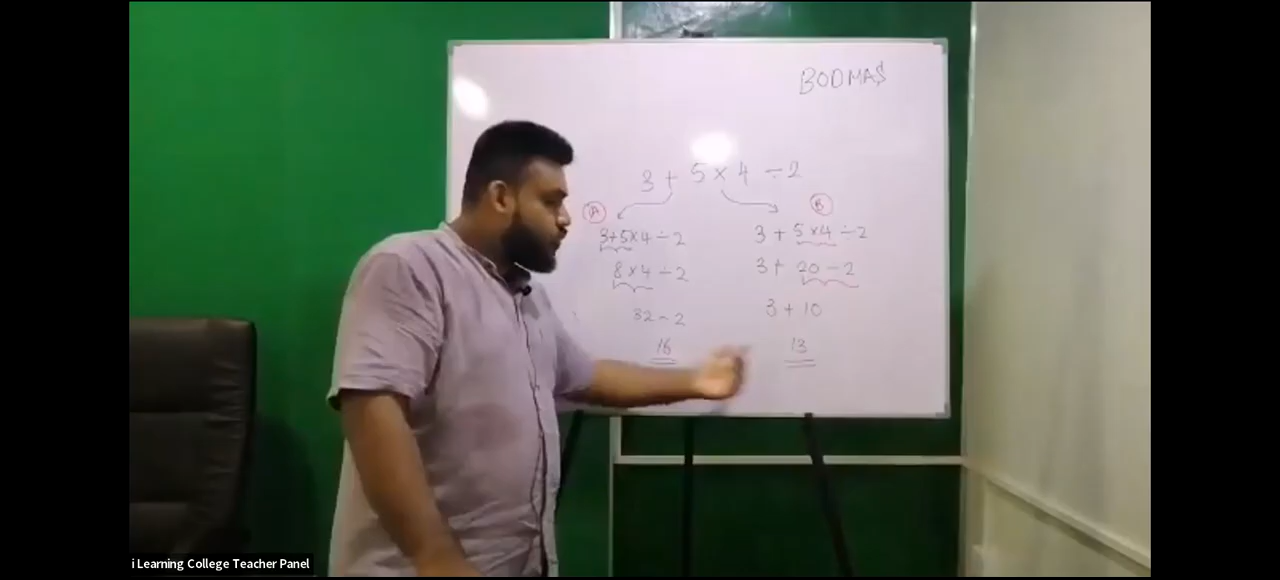 BODMAS
3 + 5 × 4 ÷ 2
A
B
3+5×4÷2
3 + 5×4 ÷2
8×4 ÷2
3+ 20 ÷2
32÷2
3+10
16
13
i Learning College Teacher Panel